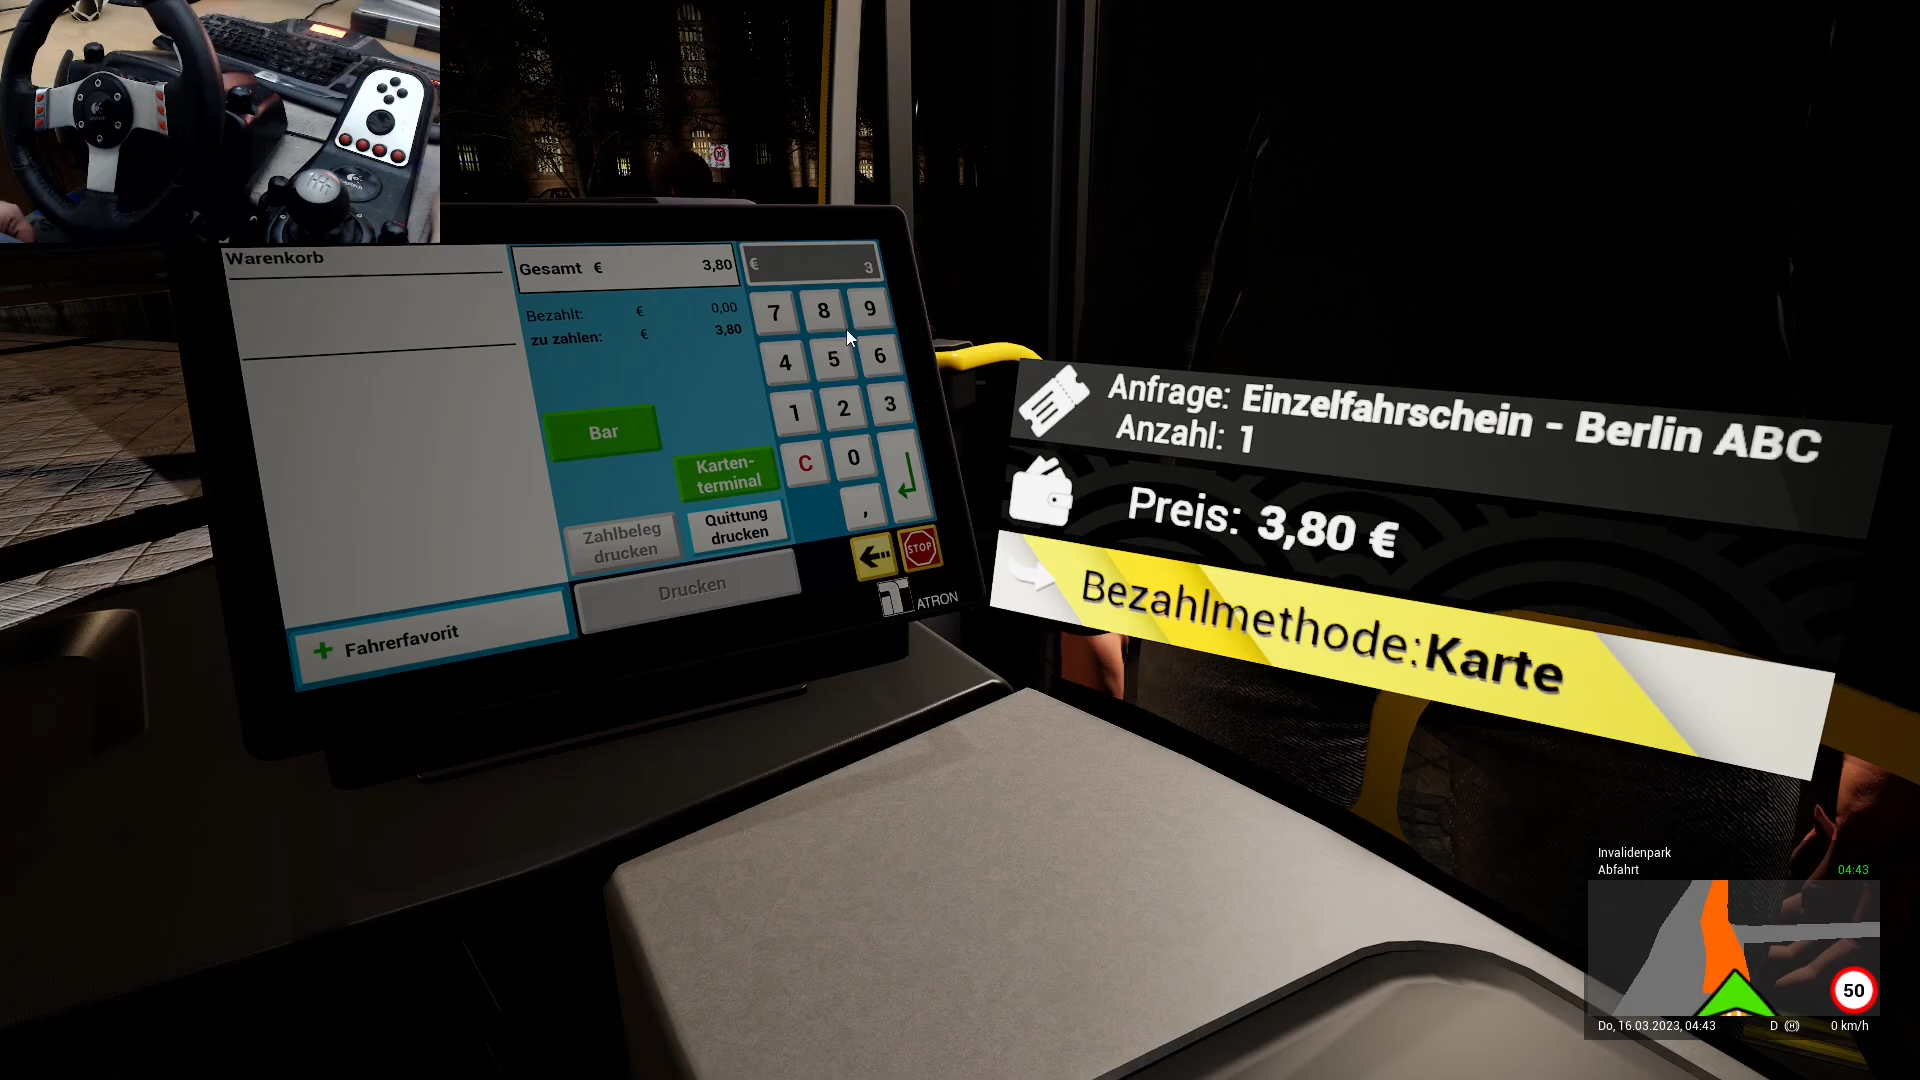 Warenkorb
Gesamt € 3,80
€ 3
Bezahlt: € 0,00
zu zahlen: € 3,80
7 8 9
4 5 6
1 2 3
C 0
,
Bar
Karten-
terminal
Zahlbeleg
drucken
Quittung
drucken
Drucken
STOP
ATRON
+ Fahrerfavorit
Anfrage: Einzelfahrschein - Berlin ABC
Anzahl: 1
Preis: 3,80 €
Bezahlmethode: Karte
Invalidenpark
Abfahrt 04:43
50
Do, 16.03.2023, 04:43 D (H) 0 km/h